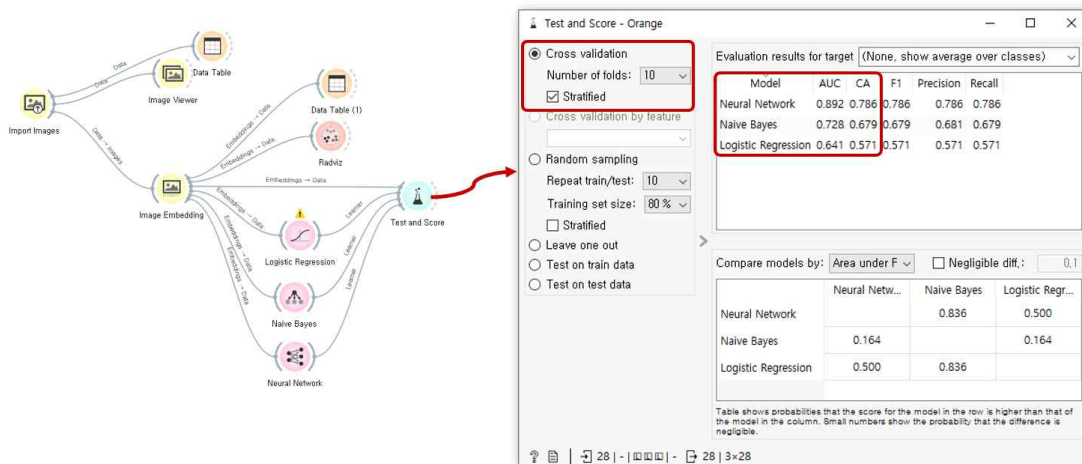 Data
Data
Data Table
Image Viewer
Import Images
Data → Images
Embeddings → Data
Data Table (1)
Embeddings → Data
Radviz
Embeddings → Data
Image Embedding
Test and Score
Embeddings → Data
Learner
Logistic Regression
Embeddings → Data
Learner
Naive Bayes
Embeddings → Data
Learner
Neural Network
Test and Score - Orange
Cross validation
Number of folds: 10
Stratified
Cross validation by feature
Random sampling
Repeat train/test: 10
Training set size: 80 %
Stratified
Leave one out
Test on train data
Test on test data
Evaluation results for target (None, show average over classes)
Model AUC CA F1 Precision Recall
Neural Network 0.892 0.786 0.786 0.786 0.786
Naive Bayes 0.728 0.679 0.679 0.681 0.679
Logistic Regression 0.641 0.571 0.571 0.571 0.571
Compare models by: Area under F Negligible diff.: 0,1
Neural Netw... Naive Bayes Logistic Regr...
Neural Network 0.836 0.500
Naive Bayes 0.164 0.164
Logistic Regression 0.500 0.836
Table shows probabilities that the score for the model in the row is higher than that of
the model in the column. Small numbers show the probability that the difference is
negligible.
? 28 | - | - 28 | 3×28